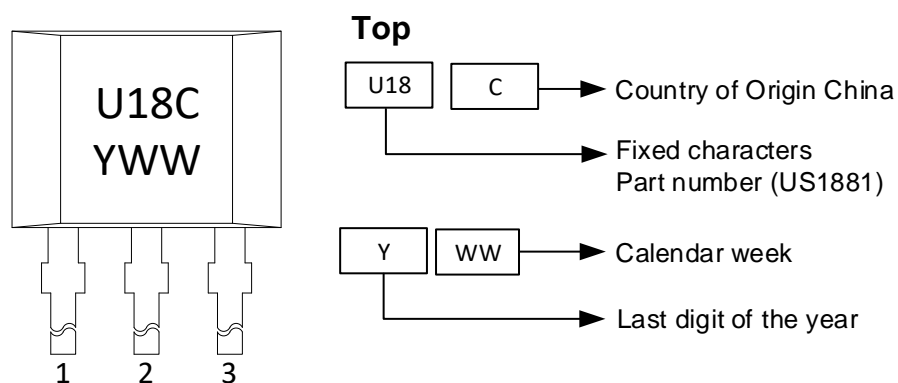 U18C
YWW
1 2 3
Top
U18 C
Country of Origin China
Fixed characters
Part number (US1881)
Y WW
Calendar week
Last digit of the year